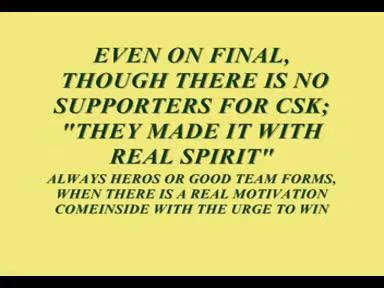 EVEN ON FINAL,
THOUGH THERE IS NO
SUPPORTERS FOR CSK;
"THEY MADE IT WITH
REAL SPIRIT"
ALWAYS HEROS OR GOOD TEAM FORMS,
WHEN THERE IS A REAL MOTIVATION
COMEINSIDE WITH THE URGE TO WIN